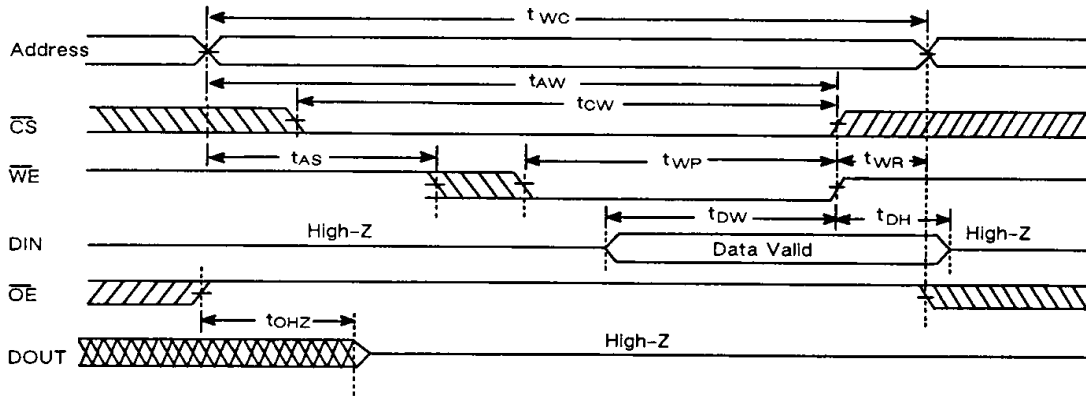 t WC
Address
tAW
tCW
CS
tAS
tWP
tWR
WE
tDW
tDH
High-Z
High-Z
DIN
Data Valid
OE
tOHZ
High-Z
DOUT